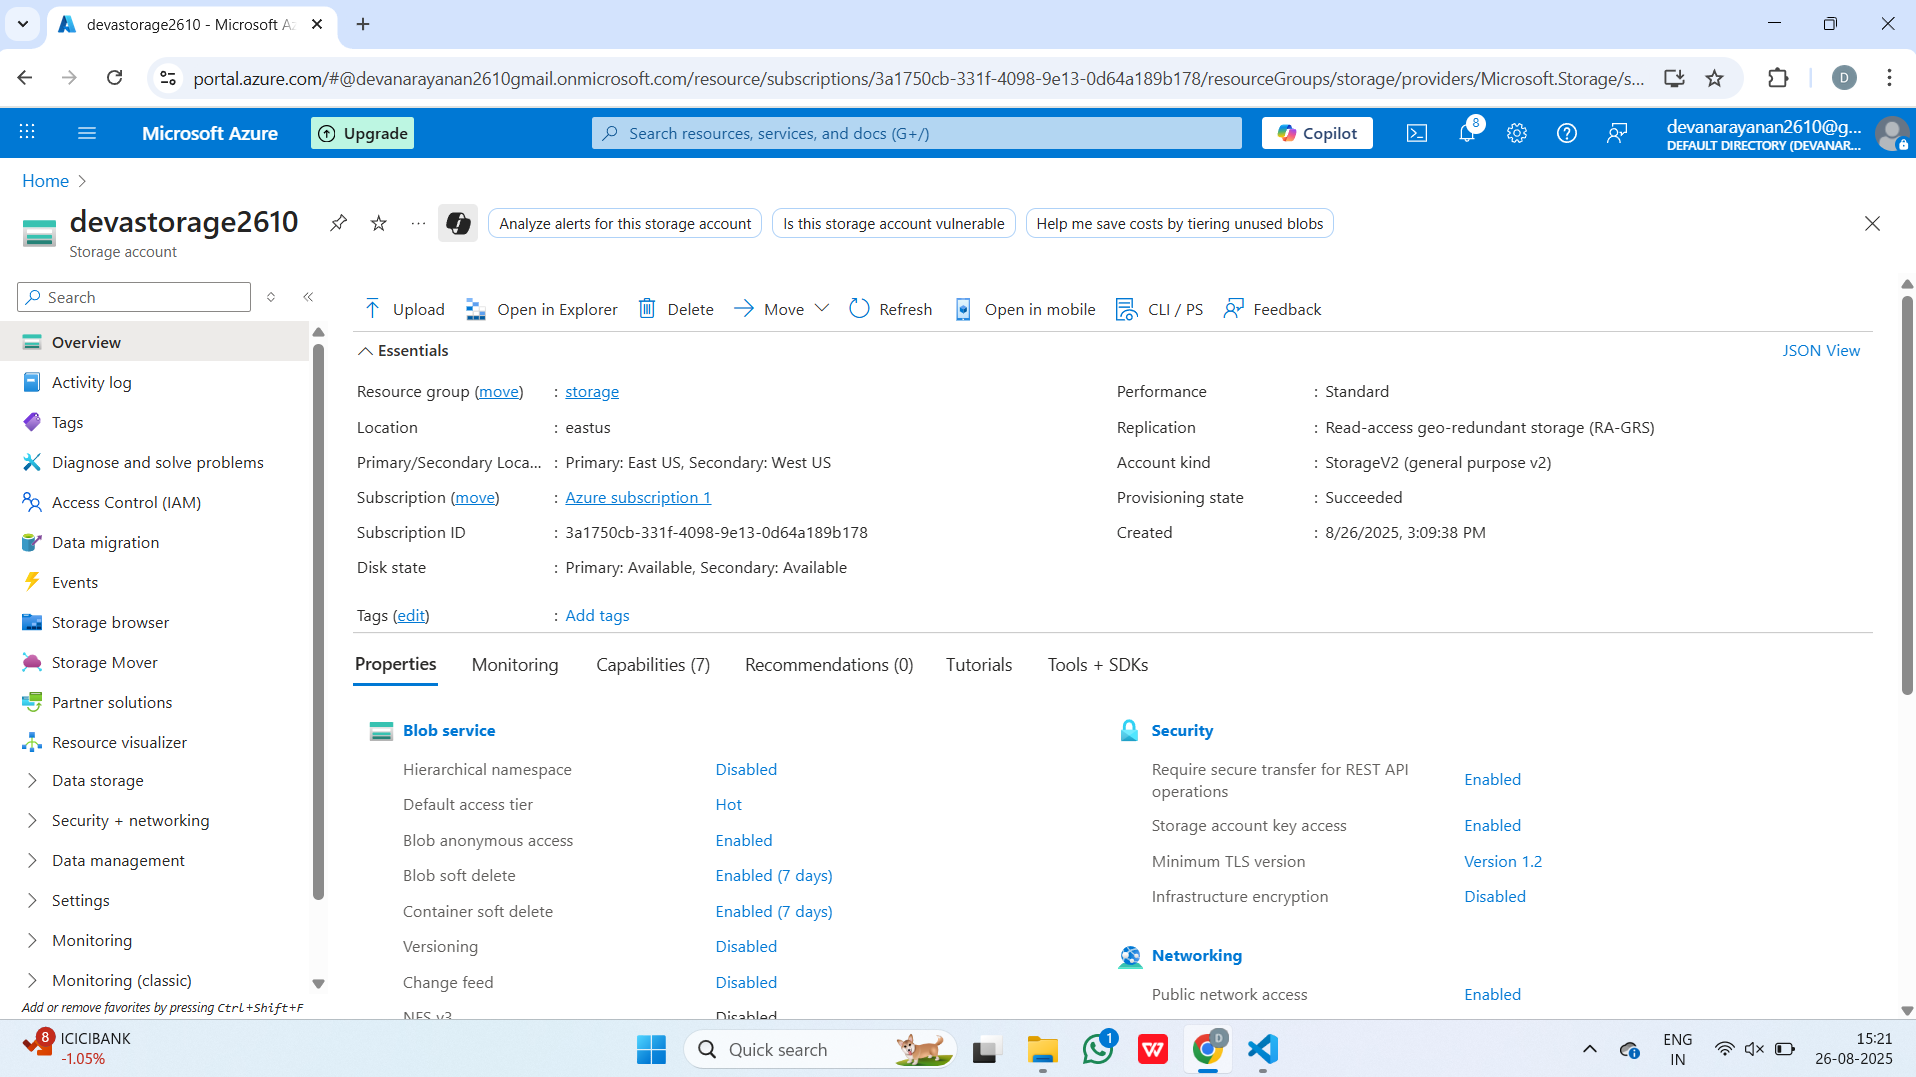 devastorage2610 - Microsoft Az
portal.azure.com/#@devanarayanan2610gmail.onmicrosoft.com/resource/subscriptions/3a1750cb-331f-4098-9e13-0d64a189b178/resourceGroups/storage/providers/Microsoft.Storage/s...
D
Microsoft Azure
Upgrade
Search resources, services, and docs (G+/)
Copilot
8
devanarayanan2610@g...
DEFAULT DIRECTORY (DEVANAR...
Home
devastorage2610
Storage account
Analyze alerts for this storage account
Is this storage account vulnerable
Help me save costs by tiering unused blobs
Search
Overview
Activity log
Tags
Diagnose and solve problems
Access Control (IAM)
Data migration
Events
Storage browser
Storage Mover
Partner solutions
Resource visualizer
Data storage
Security + networking
Data management
Settings
Monitoring
Monitoring (classic)
Add or remove favorites by pressing Ctrl+Shift+F
Upload
Open in Explorer
Delete
Move
Refresh
Open in mobile
CLI / PS
Feedback
Essentials
JSON View
Resource group (move) : storage
Location : eastus
Primary/Secondary Loca... : Primary: East US, Secondary: West US
Subscription (move) : Azure subscription 1
Subscription ID : 3a1750cb-331f-4098-9e13-0d64a189b178
Disk state : Primary: Available, Secondary: Available
Tags (edit) : Add tags
Performance : Standard
Replication : Read-access geo-redundant storage (RA-GRS)
Account kind : StorageV2 (general purpose v2)
Provisioning state : Succeeded
Created : 8/26/2025, 3:09:38 PM
Properties
Monitoring
Capabilities (7)
Recommendations (0)
Tutorials
Tools + SDKs
Blob service
Hierarchical namespace Disabled
Default access tier Hot
Blob anonymous access Enabled
Blob soft delete Enabled (7 days)
Container soft delete Enabled (7 days)
Versioning Disabled
Change feed Disabled
NFS v3 Disabled
Security
Require secure transfer for REST API
operations Enabled
Storage account key access Enabled
Minimum TLS version Version 1.2
Infrastructure encryption Disabled
Networking
Public network access Enabled
8
ICICIBANK
-1.05%
Quick search
1
W
D
ENG
IN
15:21
26-08-2025